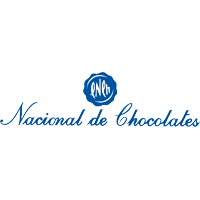 Nacional de Chocolates